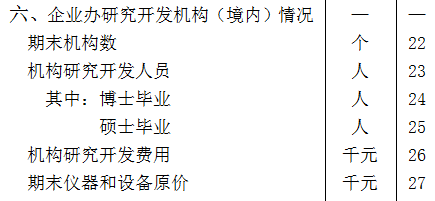 六、企业办研究开发机构（境内）情况 — —
期末机构数 个 22
机构研究开发人员 人 23
其中：博士毕业 人 24
硕士毕业 人 25
机构研究开发费用 千元 26
期末仪器和设备原价 千元 27